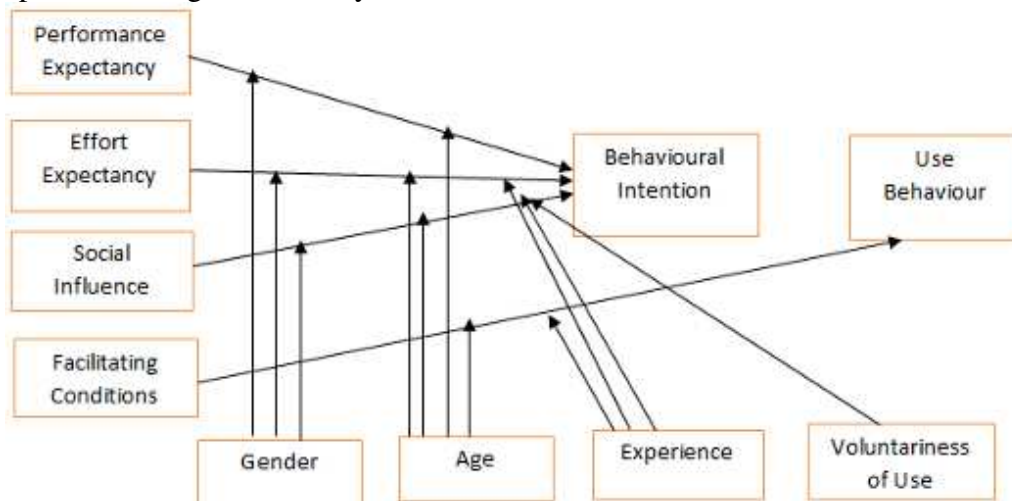 Performance
Expectancy
Effort
Expectancy
Behavioural
Intention
Use
Behaviour
Social
Influence
Facilitating
Conditions
Gender
Age
Experience
Voluntariness
of Use